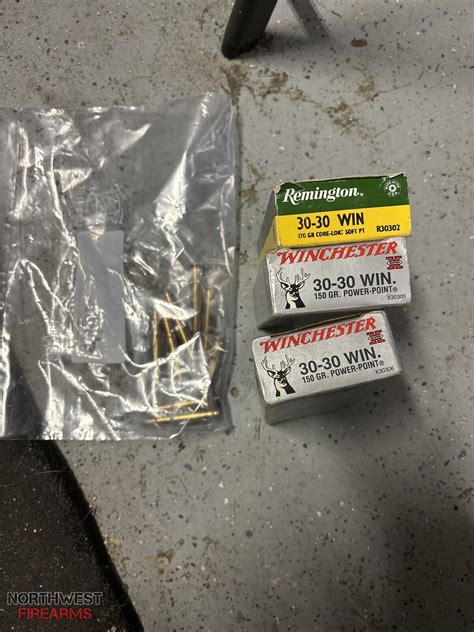 Remington
30-30 WIN
170 GR CORE-LOKT SOFT PT R30302
WINCHESTER X
30-30 WIN.
150 GR. POWER-POINT® X30306
WINCHESTER X
30-30 WIN.
150 GR. POWER-POINT® X30306
NORTHWEST
FIREARMS